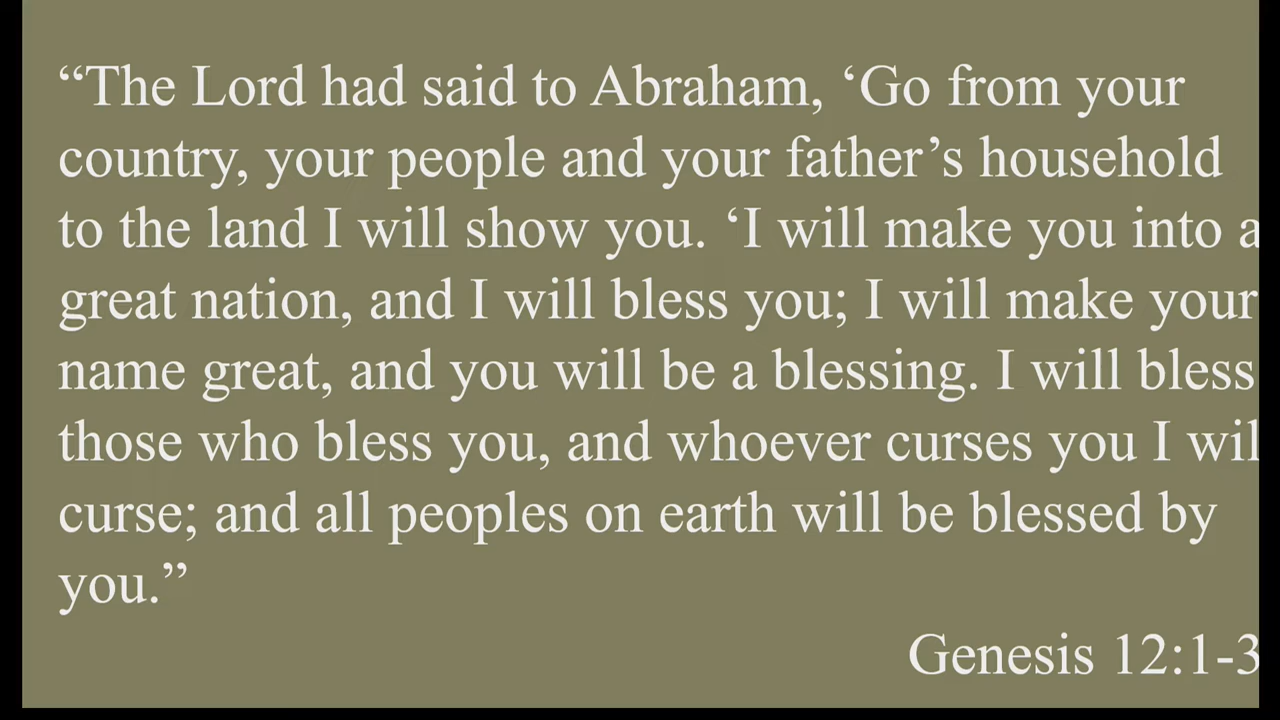 “The Lord had said to Abraham, ‘Go from your
country, your people and your father’s household
to the land I will show you. ‘I will make you into a
great nation, and I will bless you; I will make your
name great, and you will be a blessing. I will bless
those who bless you, and whoever curses you I wil
curse; and all peoples on earth will be blessed by
you.”
Genesis 12:1-3